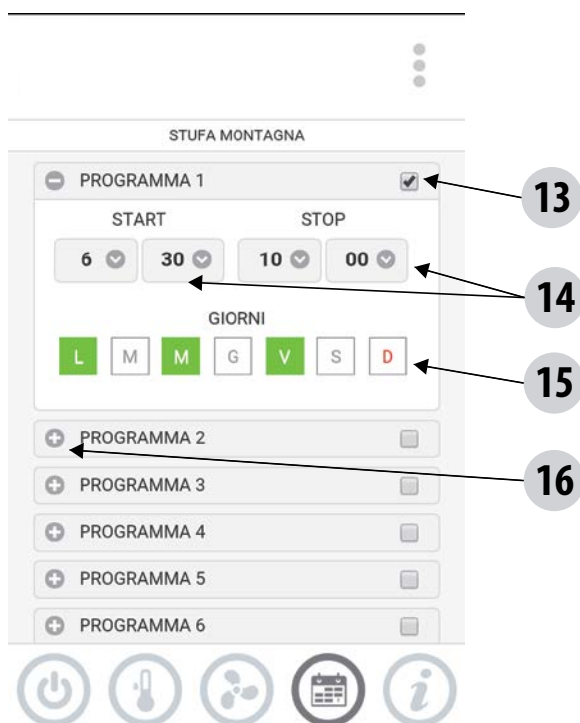 STUFA MONTAGNA
PROGRAMMA 1
13
START STOP
6 30 10 00
14
GIORNI
L M M G V S D
15
PROGRAMMA 2
16
PROGRAMMA 3
PROGRAMMA 4
PROGRAMMA 5
PROGRAMMA 6
i